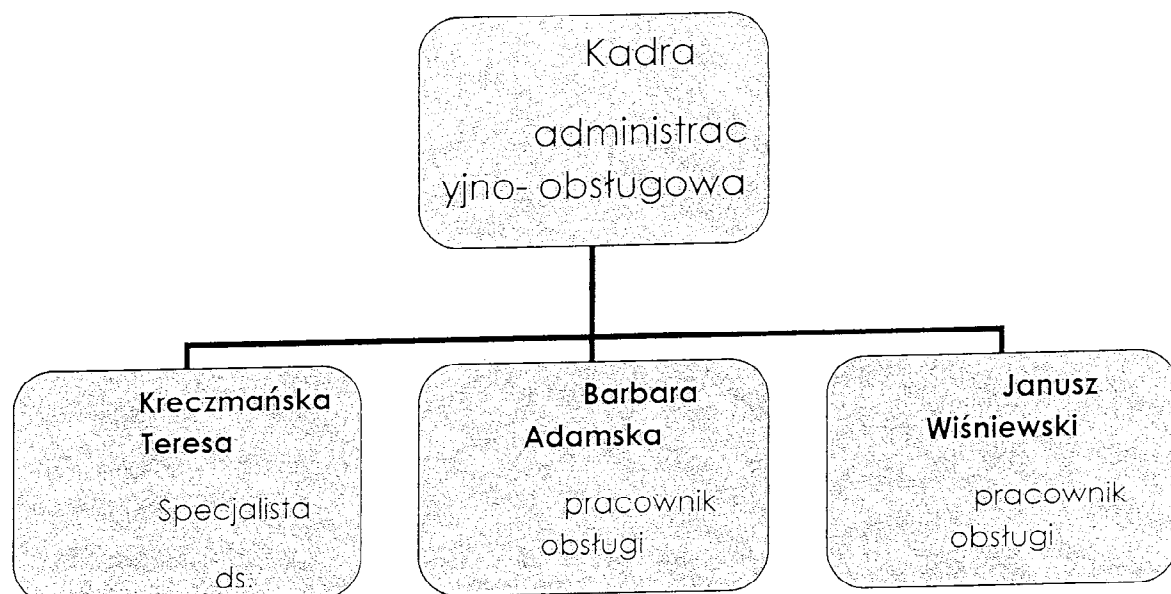 Kadra
administrac
yjno- obsługowa
Kreczmańska
Teresa
Specjalista
ds.
Barbara
Adamska
pracownik
obsługi
Janusz
Wiśniewski
pracownik
obsługi